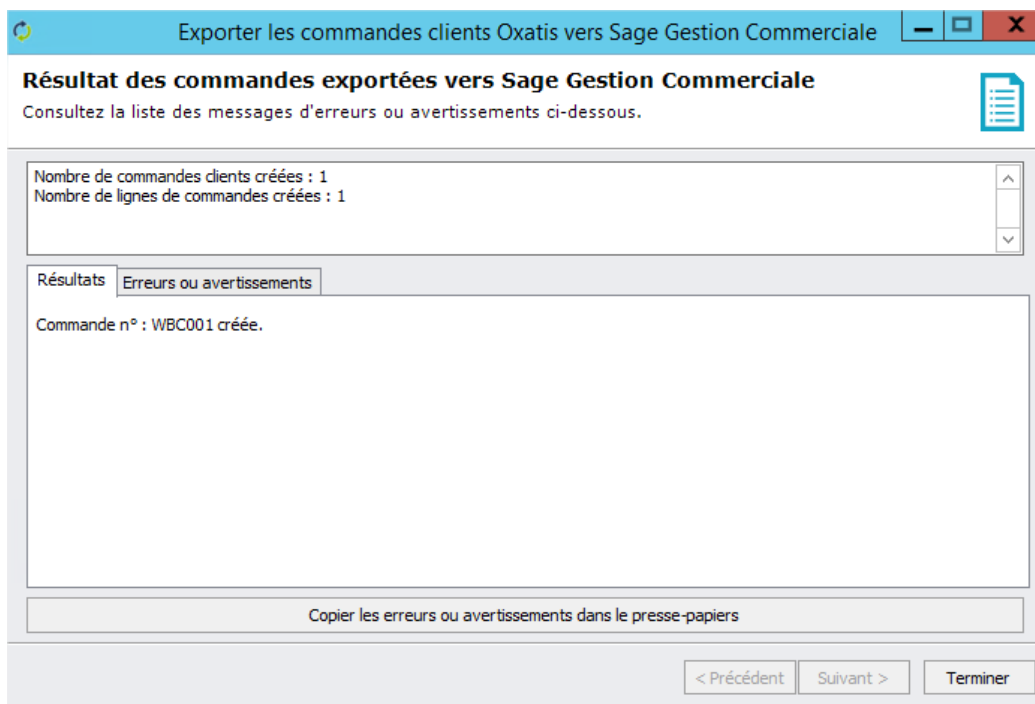 Exporter les commandes clients Oxatis vers Sage Gestion Commerciale
Résultat des commandes exportées vers Sage Gestion Commerciale
Consultez la liste des messages d'erreurs ou avertissements ci-dessous.
Nombre de commandes clients créées : 1
Nombre de lignes de commandes créées : 1
Résultats
Erreurs ou avertissements
Commande n° : WBC001 créée.
Copier les erreurs ou avertissements dans le presse-papiers
< Précédent
Suivant >
Terminer